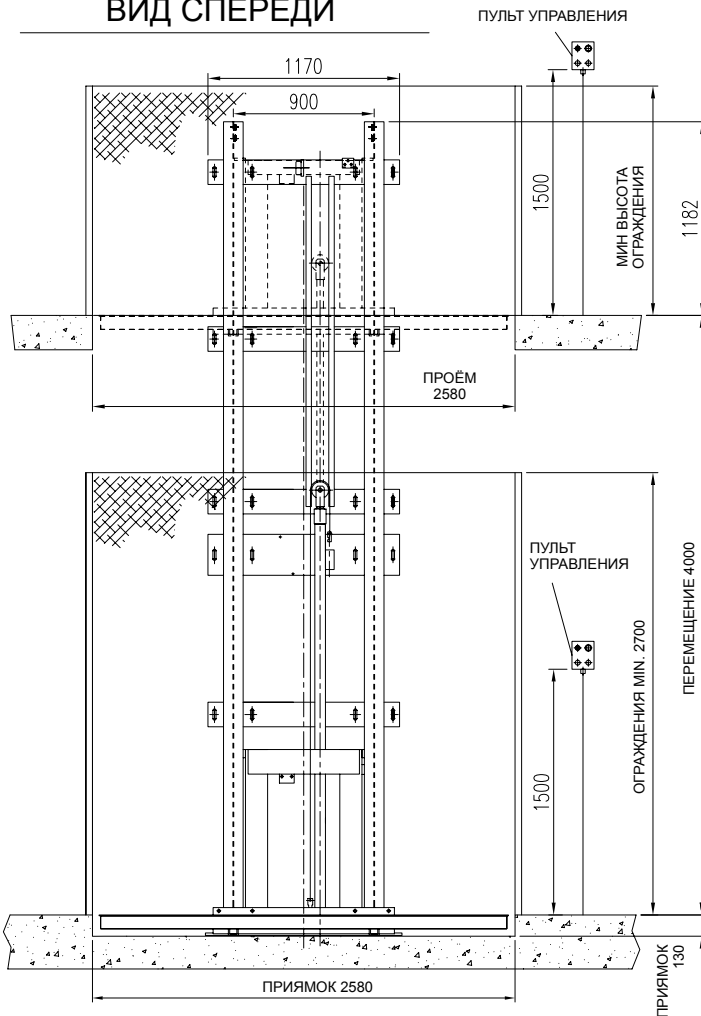 ВИД СПЕРЕДИ
ПУЛЬТ УПРАВЛЕНИЯ
1170
900
1500
МИН ВЫСОТА
ОГРАЖДЕНИЯ
1182
ПРОЁМ
2580
ПУЛЬТ
УПРАВЛЕНИЯ
1500
ОГРАЖДЕНИЯ MIN. 2700
ПЕРЕМЕЩЕНИЕ 4000
ПРИЯМОК 2580
ПРИЯМОК
130